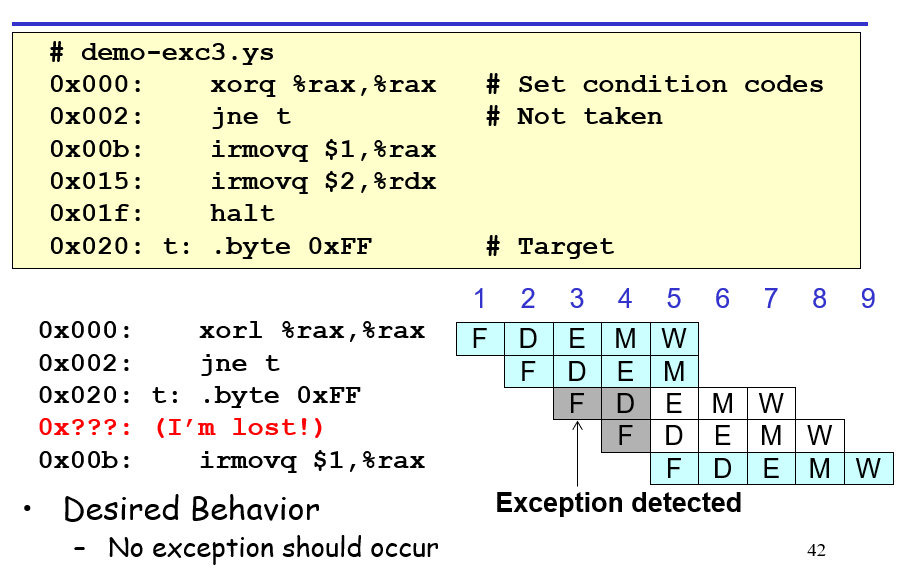 # demo-exc3.ys
0x000: xorq %rax,%rax # Set condition codes
0x002: jne t # Not taken
0x00b: irmovq $1,%rax
0x015: irmovq $2,%rdx
0x01f: halt
0x020: t: .byte 0xFF # Target
1 2 3 4 5 6 7 8 9
0x000: xorl %rax,%rax F D E M W
0x002: jne t F D E M
0x020: t: .byte 0xFF F D E M W
0x???: (I’m lost!) F D E M W
0x00b: irmovq $1,%rax F D E M W
Exception detected
• Desired Behavior
– No exception should occur
42